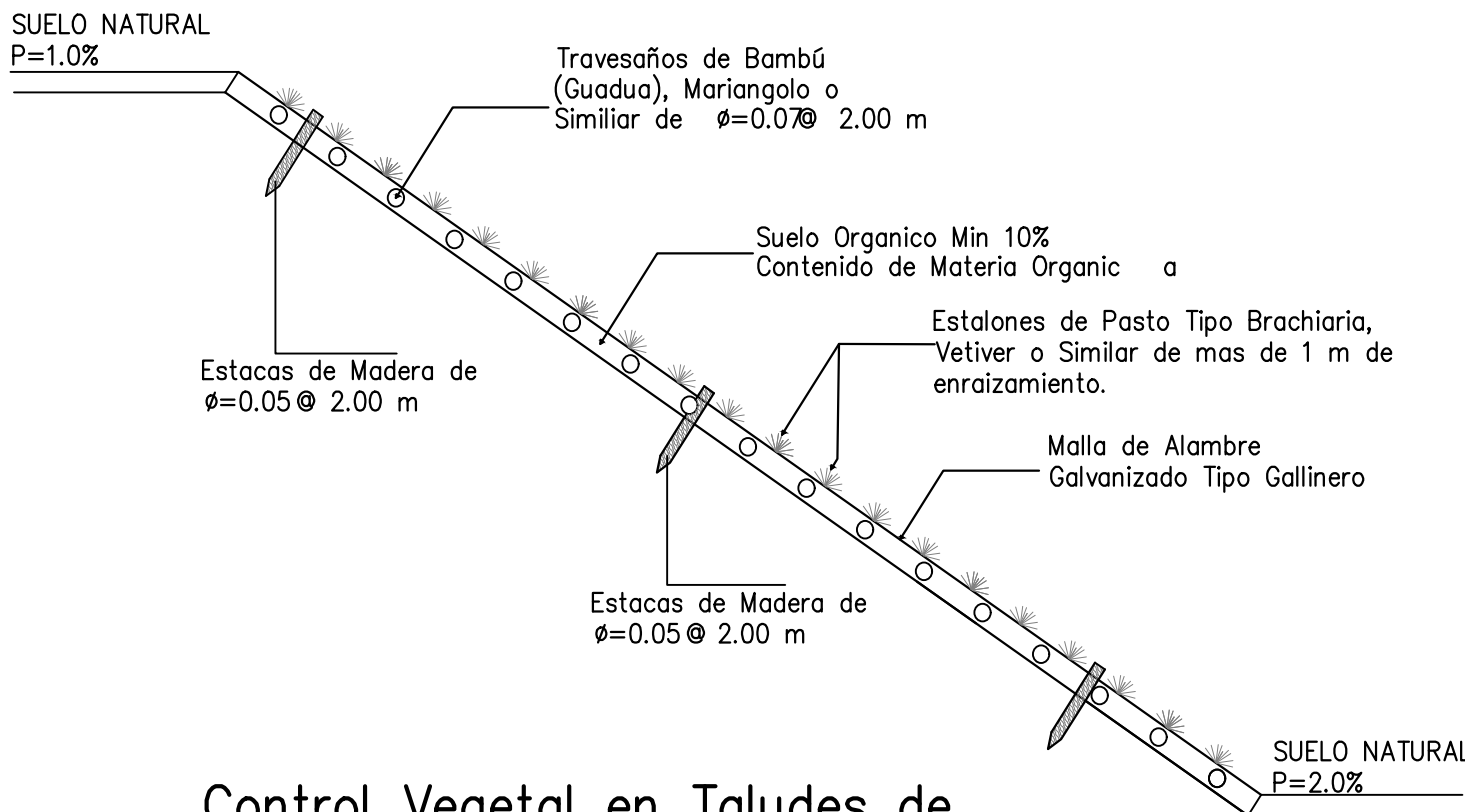 SUELO NATURAL
P=1.0%
Travesaños de Bambú
(Guadua), Mariangolo o
Similiar de ø=0.07@ 2.00 m
Suelo Organico Min 10%
Contenido de Materia Organic a
Estalones de Pasto Tipo Brachiaria,
Vetiver o Similar de mas de 1 m de
enraizamiento.
Estacas de Madera de
ø=0.05@ 2.00 m
Malla de Alambre
Galvanizado Tipo Gallinero
Estacas de Madera de
ø=0.05@ 2.00 m
SUELO NATURAL
P=2.0%
Control Vegetal en Taludes de